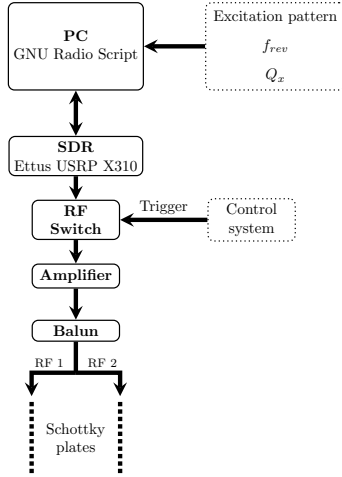 PC
GNU Radio Script
Excitation pattern
f_rev
Q_x
SDR
Ettus USRP X310
RF
Switch
Trigger
Control
system
Amplifier
Balun
RF 1
RF 2
Schottky
plates